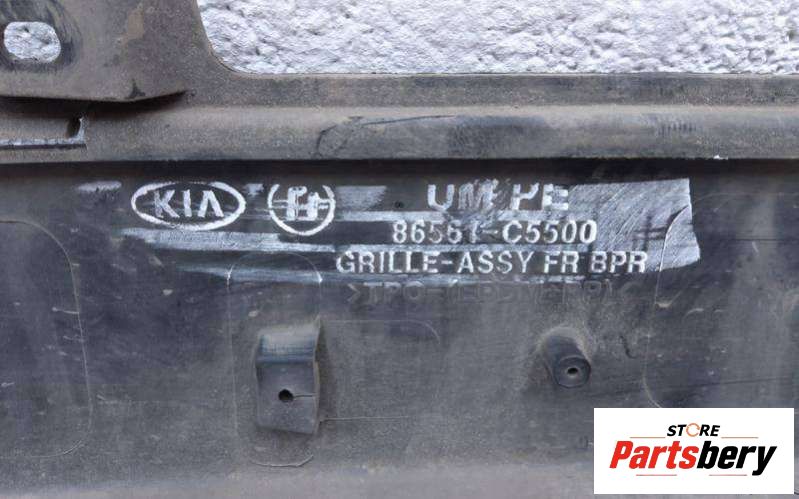 KIA UM PE
86561-C5500
GRILLE-ASSY FR BPR
STORE
Partsbery